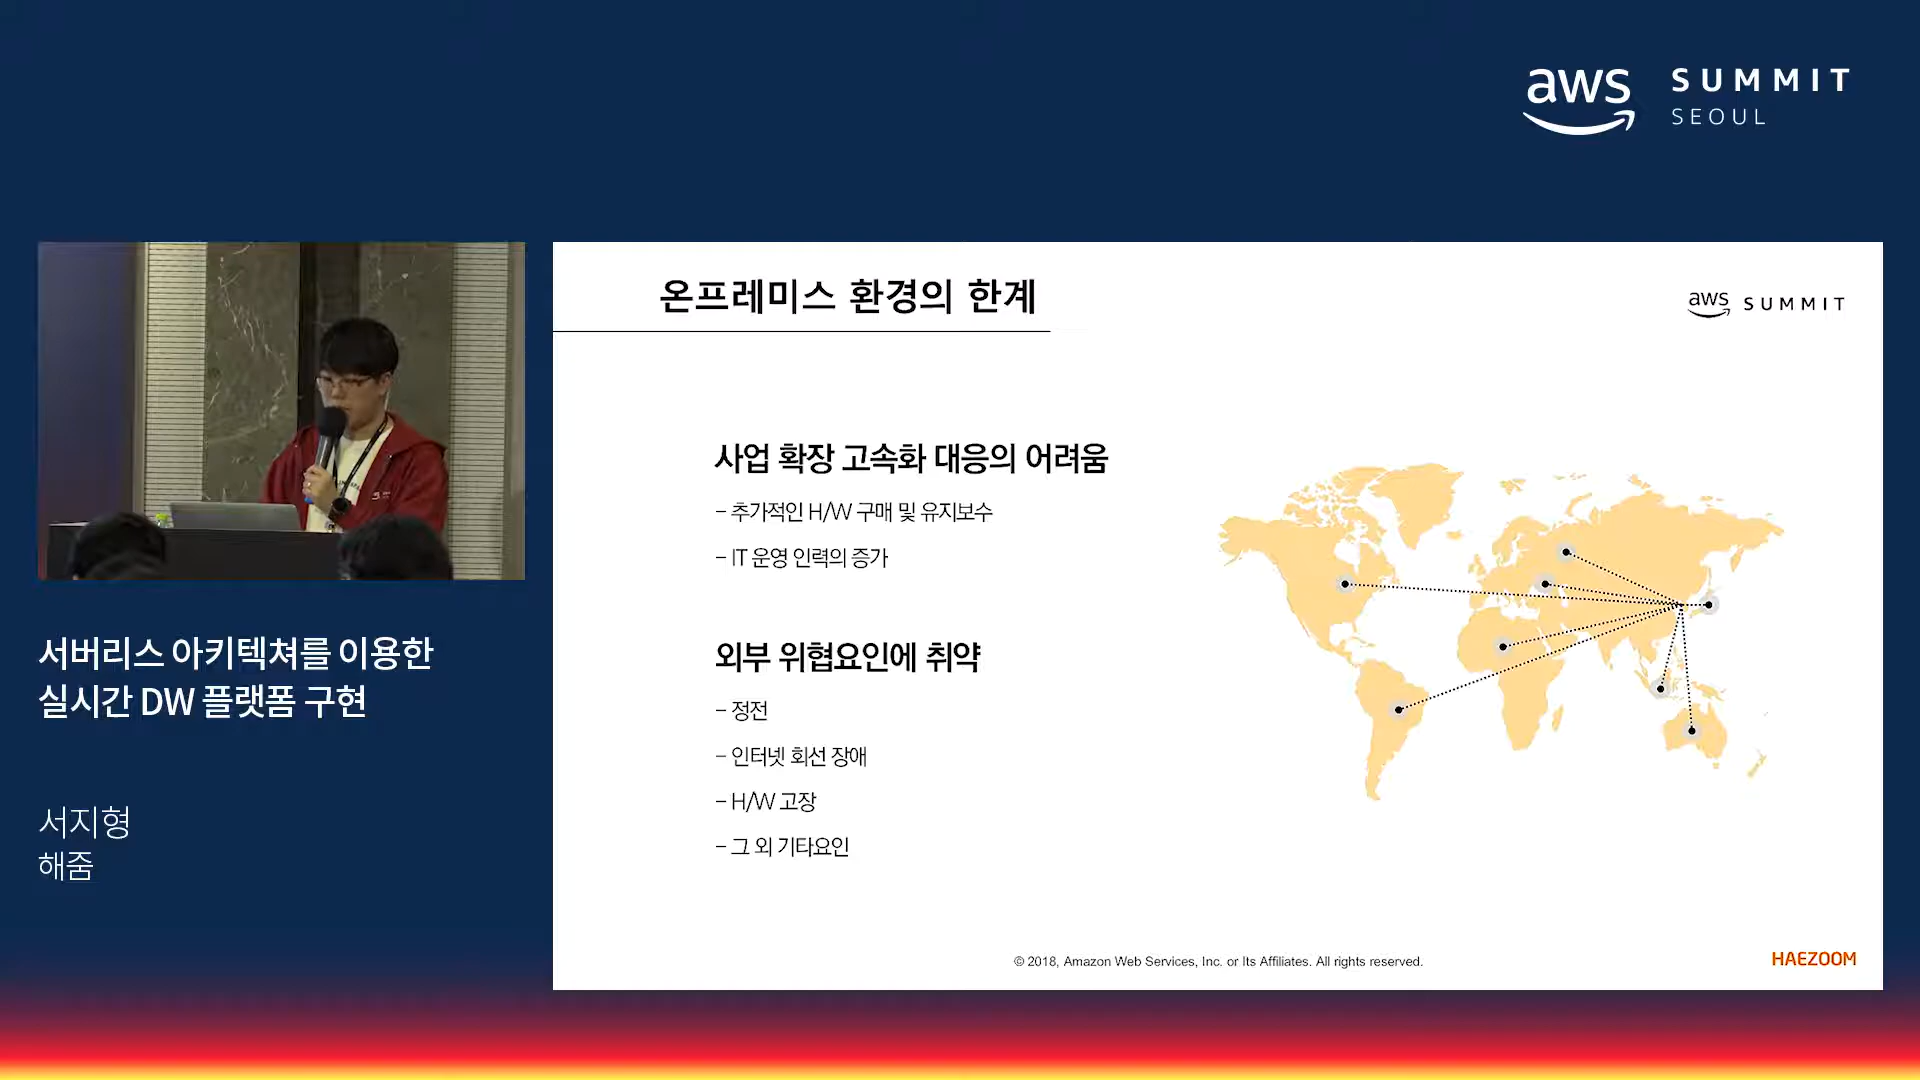 aws SUMMIT
SEOUL
온프레미스 환경의 한계
aws SUMMIT
사업 확장 고속화 대응의 어려움
- 추가적인 H/W 구매 및 유지보수
- IT 운영 인력의 증가
외부 위협요인에 취약
- 정전
- 인터넷 회선 장애
- H/W 고장
- 그 외 기타요인
© 2018, Amazon Web Services, Inc. or Its Affiliates. All rights reserved.
HAEZOOM
서버리스 아키텍쳐를 이용한
실시간 DW 플랫폼 구현
서지형
해줌